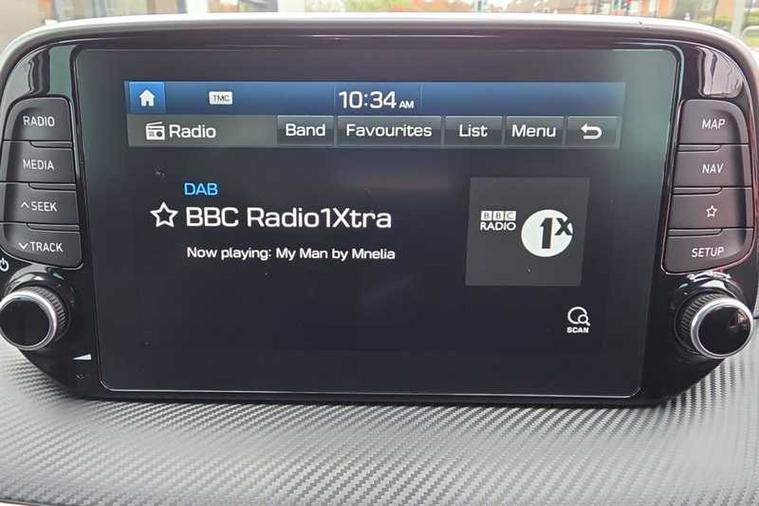 TMC
10:34 AM
Radio Band Favourites List Menu
DAB
BBC Radio1Xtra
Now playing: My Man by Mnelia
BBC
RADIO
1X
SCAN
RADIO
MEDIA
SEEK
TRACK
MAP
NAV
SETUP